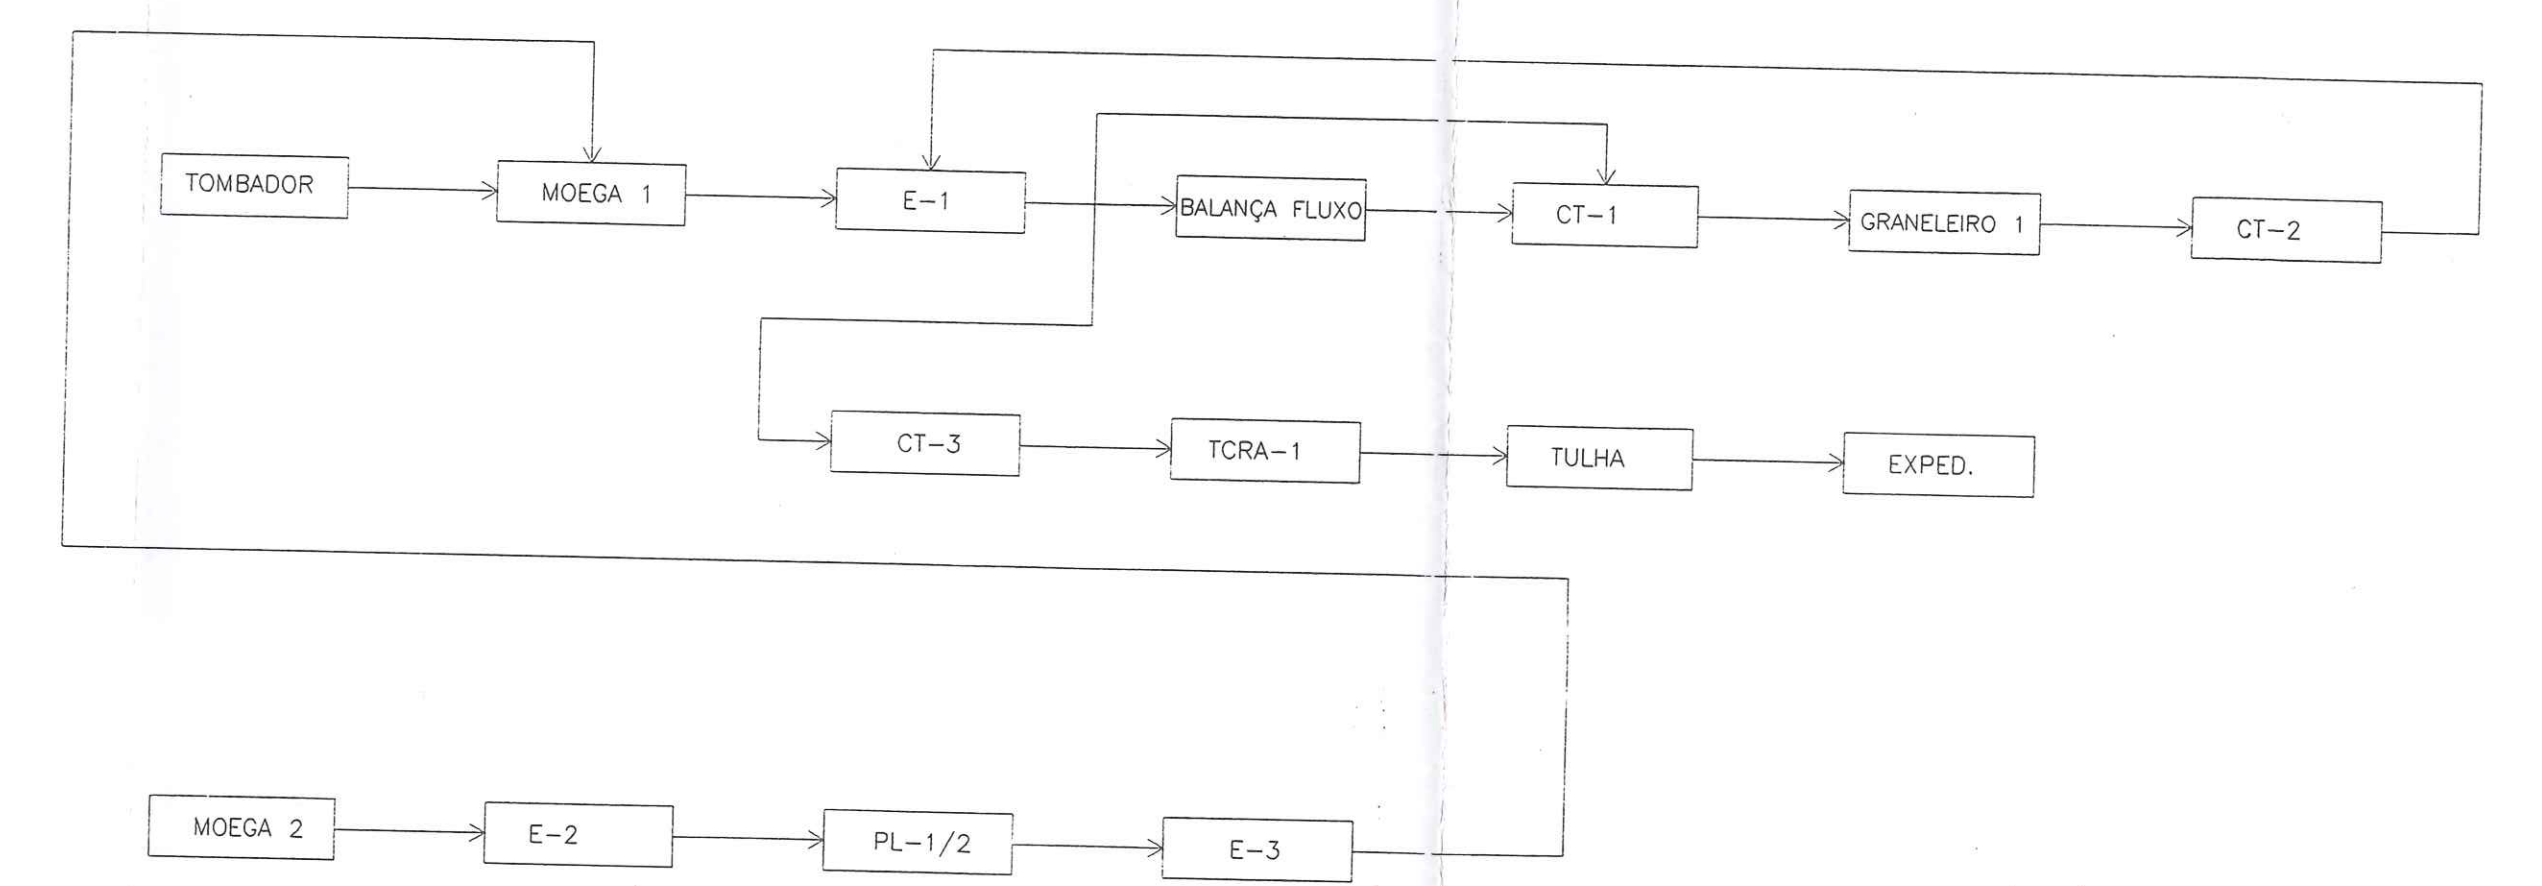 TOMBADOR
MOEGA 1
E-1
BALANÇA FLUXO
CT-1
GRANELEIRO 1
CT-2
CT-3
TCRA-1
TULHA
EXPED.
MOEGA 2
E-2
PL-1/2
E-3